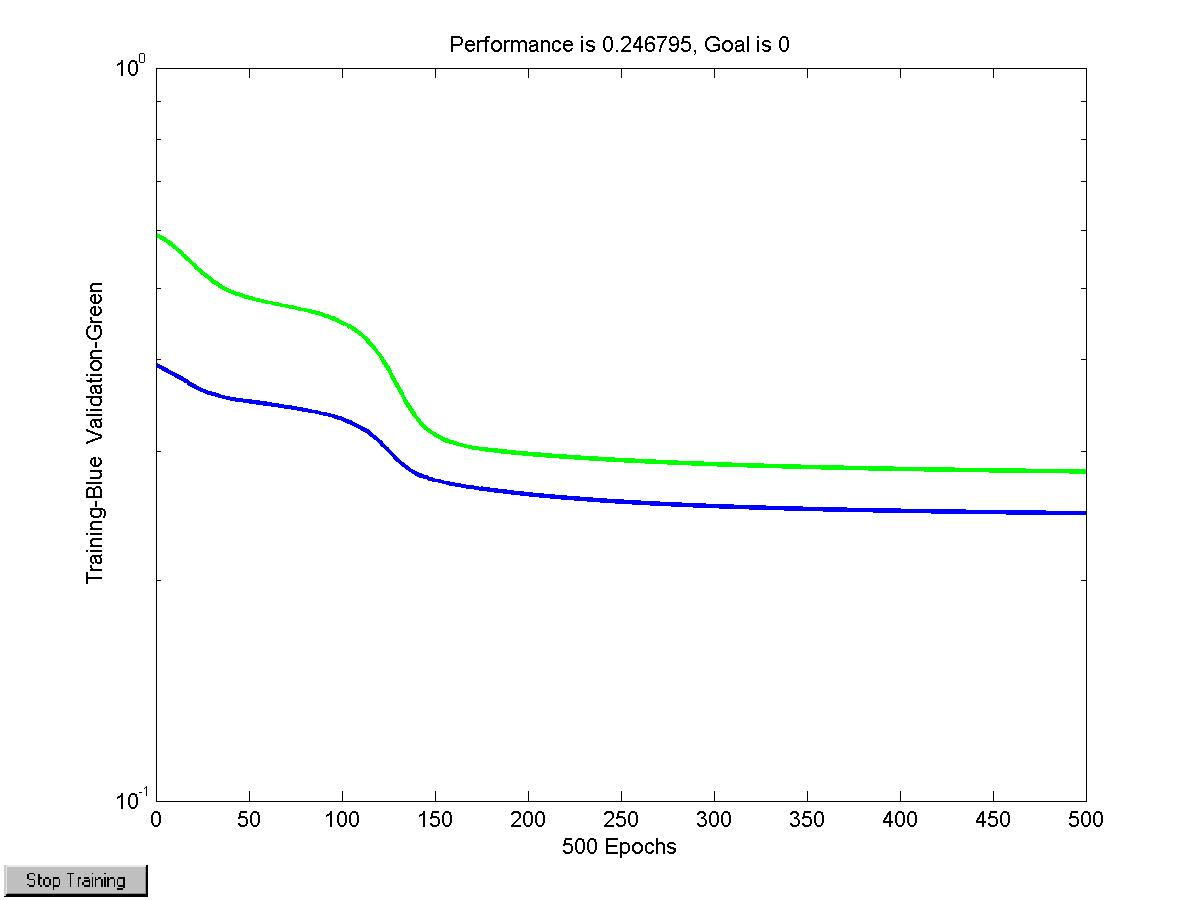 Performance is 0.246795, Goal is 0
10^0
Training-Blue  Validation-Green
10^-1
0 50 100 150 200 250 300 350 400 450 500
500 Epochs
Stop Training